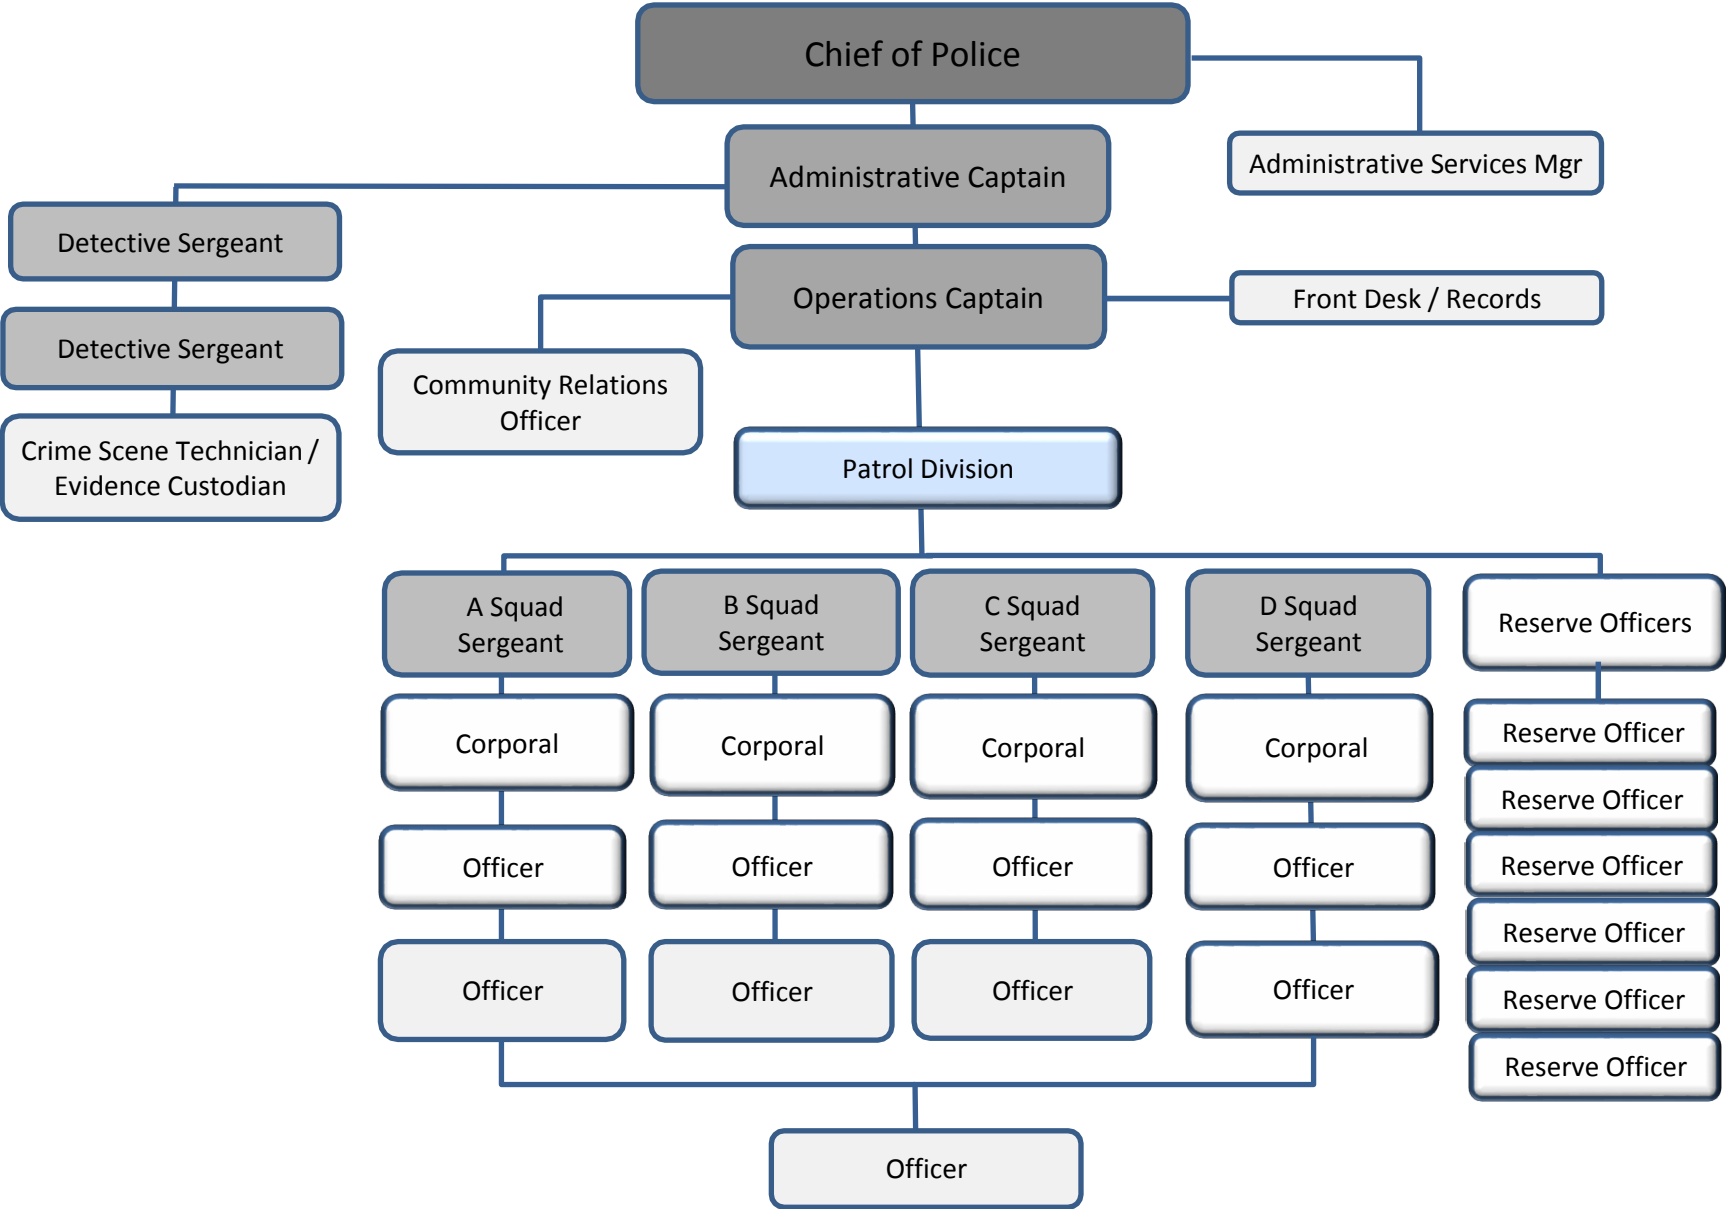 Chief of Police
Administrative Services Mgr
Administrative Captain
Detective Sergeant
Operations Captain
Front Desk / Records
Detective Sergeant
Community Relations
Officer
Crime Scene Technician /
Evidence Custodian
Patrol Division
A Squad
Sergeant
B Squad
Sergeant
C Squad
Sergeant
D Squad
Sergeant
Reserve Officers
Corporal
Corporal
Corporal
Corporal
Reserve Officer
Reserve Officer
Officer
Officer
Officer
Officer
Reserve Officer
Reserve Officer
Officer
Officer
Officer
Officer
Reserve Officer
Reserve Officer
Officer